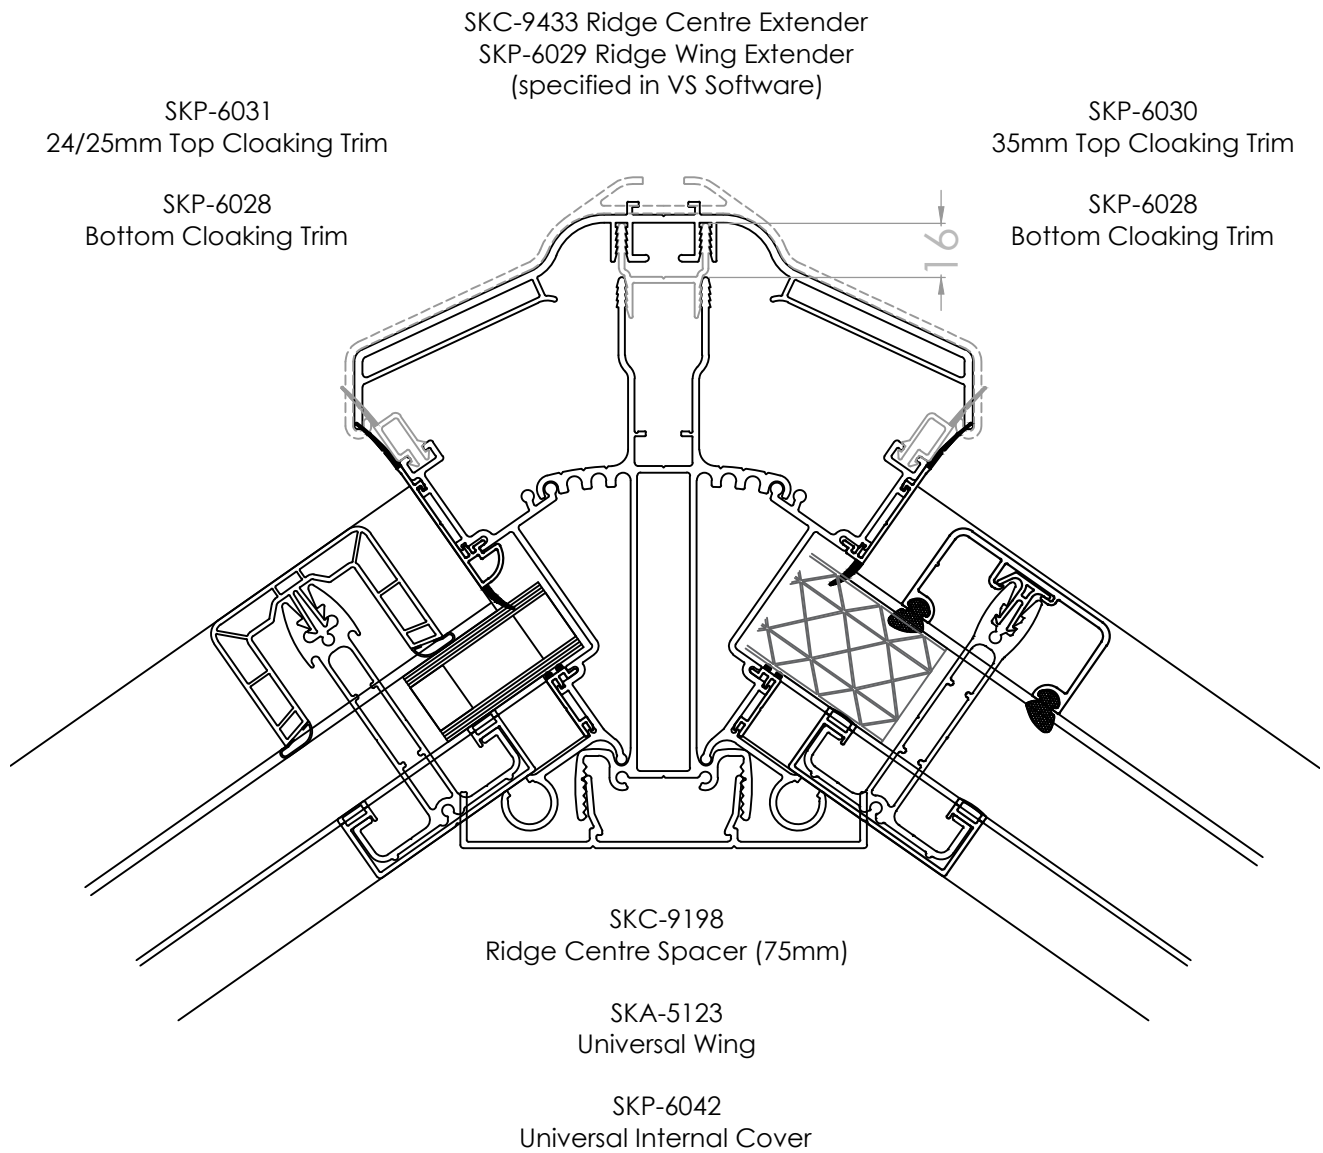 SKC-9433 Ridge Centre Extender
SKP-6029 Ridge Wing Extender
(specified in VS Software)
SKP-6031
24/25mm Top Cloaking Trim
SKP-6028
Bottom Cloaking Trim
SKP-6030
35mm Top Cloaking Trim
SKP-6028
Bottom Cloaking Trim
16
SKC-9198
Ridge Centre Spacer (75mm)
SKA-5123
Universal Wing
SKP-6042
Universal Internal Cover